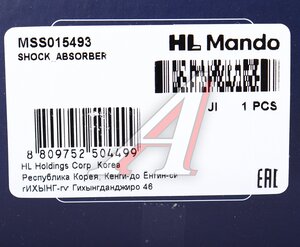 MSS015493
SHOCK ABSORBER
HL Mando
JI 1 PCS
8 809752 504499
HL Holdings Corp. Korea
Республика Корея, Кенги-до Енгин-си
гИХЫНГ-гу Гихынгданджиро 46
EAC